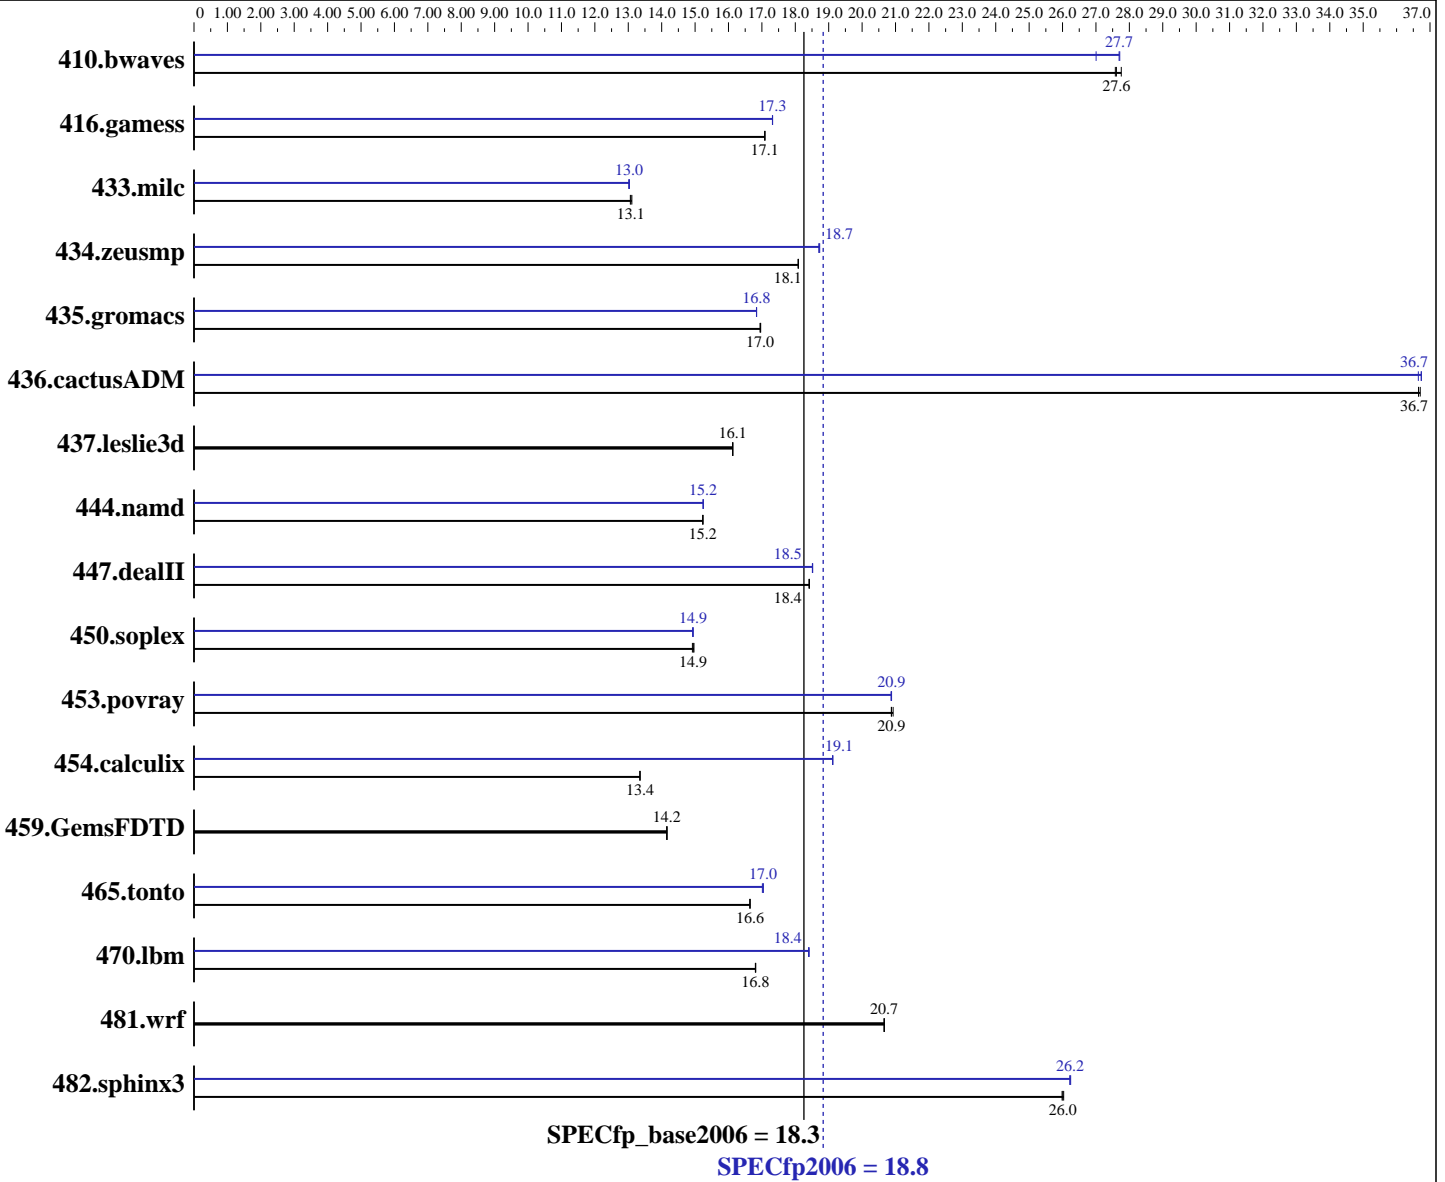 0 1.00 2.00 3.00 4.00 5.00 6.00 7.00 8.00 9.00 10.0 11.0 12.0 13.0 14.0 15.0 16.0 17.0 18.0 19.0 20.0 21.0 22.0 23.0 24.0 25.0 26.0 27.0 28.0 29.0 30.0 31.0 32.0 33.0 34.0 35.0 37.0
27.7
410.bwaves
27.6
17.3
416.gamess
17.1
13.0
433.milc
13.1
18.7
434.zeusmp
18.1
16.8
435.gromacs
17.0
36.7
436.cactusADM
36.7
16.1
437.leslie3d
15.2
444.namd
15.2
18.5
447.dealII
18.4
14.9
450.soplex
14.9
20.9
453.povray
20.9
19.1
454.calculix
13.4
14.2
459.GemsFDTD
17.0
465.tonto
16.6
18.4
470.lbm
16.8
20.7
481.wrf
26.2
482.sphinx3
26.0
SPECfp_base2006 = 18.3
SPECfp2006 = 18.8